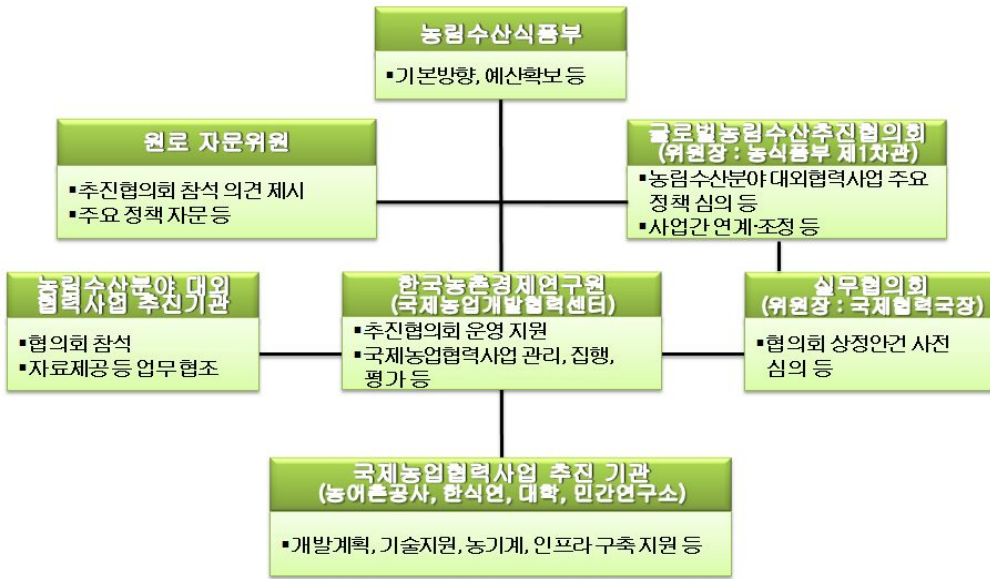 농림수산식품부
▪기본방향, 예산확보 등
원로 자문위원
▪추진협의회 참석 의견 제시
▪주요 정책 자문 등
글로벌농림수산추진협의회
(위원장 : 농식품부 제1차관)
▪농림수산분야 대외협력사업 주요
정책 심의 등
▪사업간 연계·조정 등
농림수산분야 대외
협력사업 추진기관
▪협의회 참석
▪자료제공 등 업무 협조
한국농촌경제연구원
(국제농업개발협력센터)
▪추진협의회 운영 지원
▪국제농업협력사업 관리, 집행,
평가 등
실무협의회
(위원장 : 국제협력국장)
▪협의회 상정안건 사전
심의 등
국제농업협력사업 추진 기관
(농어촌공사, 한식연, 대학, 민간연구소)
▪개발계획, 기술지원, 농기계, 인프라 구축 지원 등